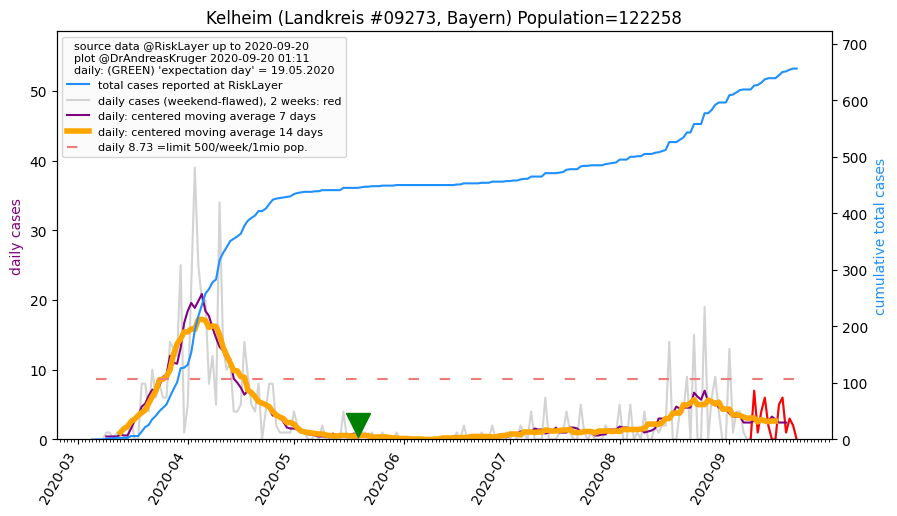 Kelheim (Landkreis #09273, Bayern) Population=122258
source data @RiskLayer up to 2020-09-20
plot @DrAndreasKruger 2020-09-20 01:11
daily: (GREEN) 'expectation day' = 19.05.2020
total cases reported at RiskLayer
daily cases (weekend-flawed), 2 weeks: red
daily: centered moving average 7 days
daily: centered moving average 14 days
daily 8.73 =limit 500/week/1mio pop.
daily cases
50
40
30
20
10
0
700
600
500
400
300
200
100
0
cumulative total cases
2020-03
2020-04
2020-05
2020-06
2020-07
2020-08
2020-09